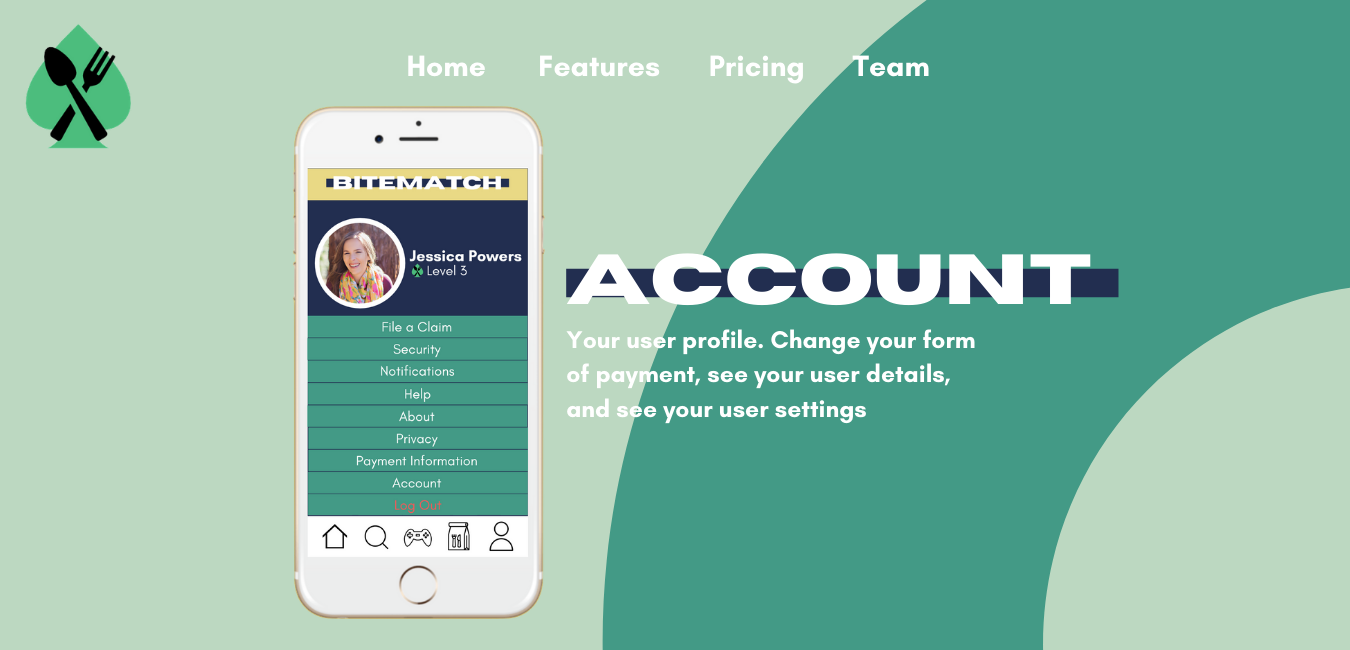 Home Features Pricing Team
BITEMATCH
Jessica Powers
Level 3
File a Claim
Security
Notifications
Help
About
Privacy
Payment Information
Account
Log Out
ACCOUNT
Your user profile. Change your form
of payment, see your user details,
and see your user settings